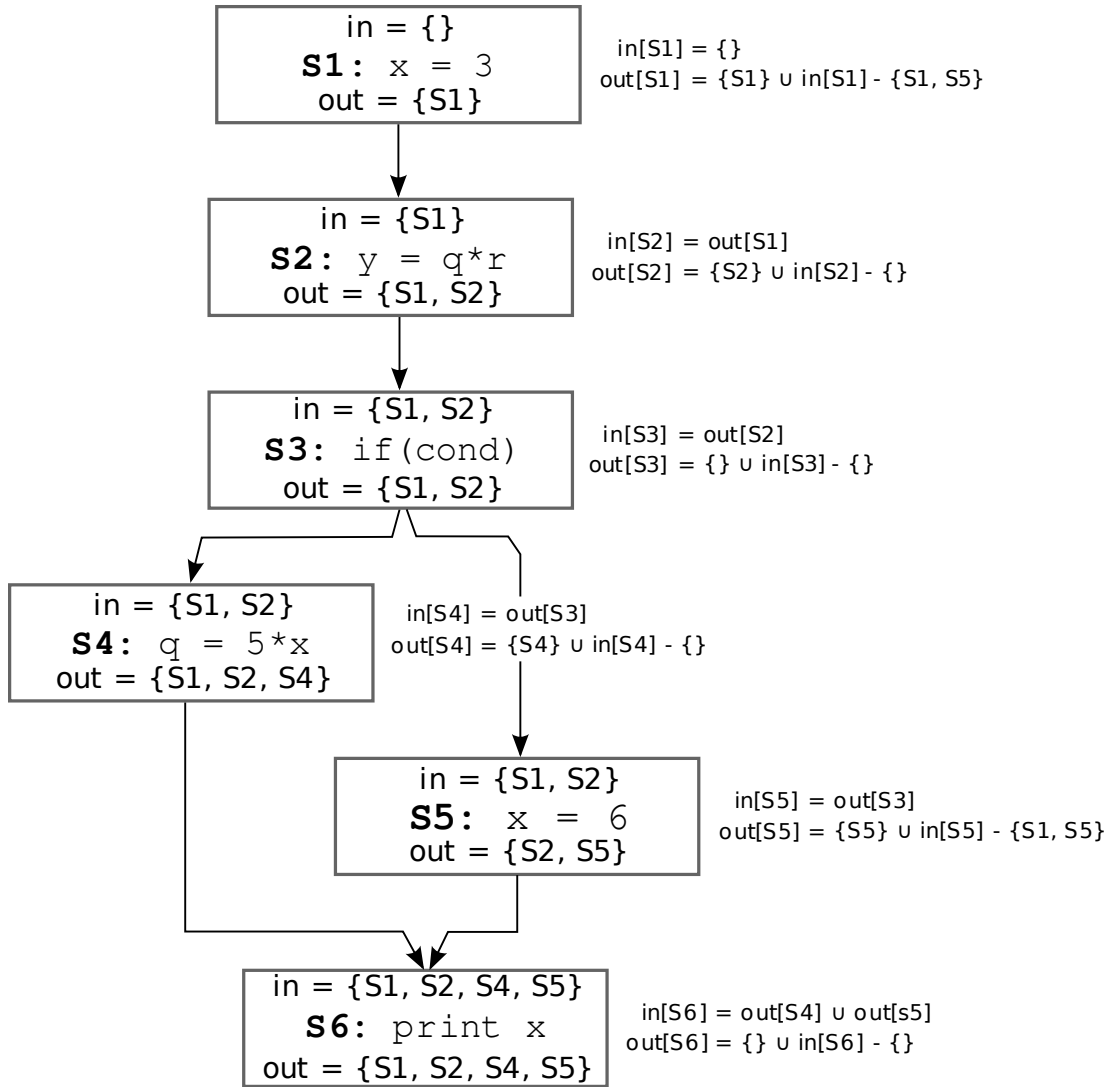 in = {}
S1: x = 3
out = {S1}
in[S1] = {}
out[S1] = {S1} ∪ in[S1] - {S1, S5}
in = {S1}
S2: y = q*r
out = {S1, S2}
in[S2] = out[S1]
out[S2] = {S2} ∪ in[S2] - {}
in = {S1, S2}
S3: if(cond)
out = {S1, S2}
in[S3] = out[S2]
out[S3] = {} ∪ in[S3] - {}
in = {S1, S2}
S4: q = 5*x
out = {S1, S2, S4}
in[S4] = out[S3]
out[S4] = {S4} ∪ in[S4] - {}
in = {S1, S2}
S5: x = 6
out = {S2, S5}
in[S5] = out[S3]
out[S5] = {S5} ∪ in[S5] - {S1, S5}
in = {S1, S2, S4, S5}
S6: print x
out = {S1, S2, S4, S5}
in[S6] = out[S4] ∪ out[s5]
out[S6] = {} ∪ in[S6] - {}